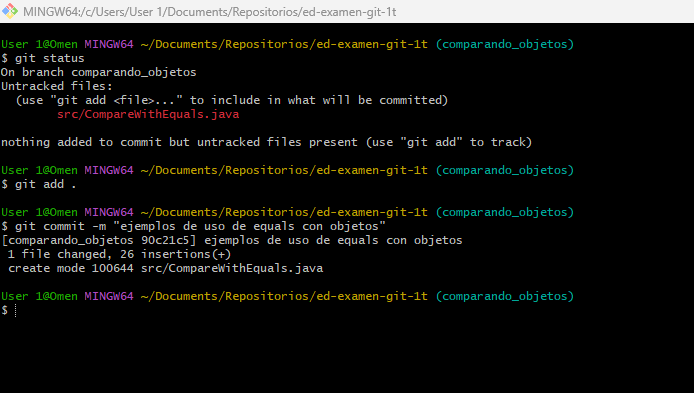 MINGW64:/c/Users/User 1/Documents/Repositorios/ed-examen-git-1t
User 1@Omen MINGW64 ~/Documents/Repositorios/ed-examen-git-1t (comparando_objetos)
$ git status
On branch comparando_objetos
Untracked files:
  (use "git add <file>..." to include in what will be committed)
        src/CompareWithEquals.java
nothing added to commit but untracked files present (use "git add" to track)
User 1@Omen MINGW64 ~/Documents/Repositorios/ed-examen-git-1t (comparando_objetos)
$ git add .
User 1@Omen MINGW64 ~/Documents/Repositorios/ed-examen-git-1t (comparando_objetos)
$ git commit -m "ejemplos de uso de equals con objetos"
[comparando_objetos 90c21c5] ejemplos de uso de equals con objetos
 1 file changed, 26 insertions(+)
 create mode 100644 src/CompareWithEquals.java
User 1@Omen MINGW64 ~/Documents/Repositorios/ed-examen-git-1t (comparando_objetos)
$